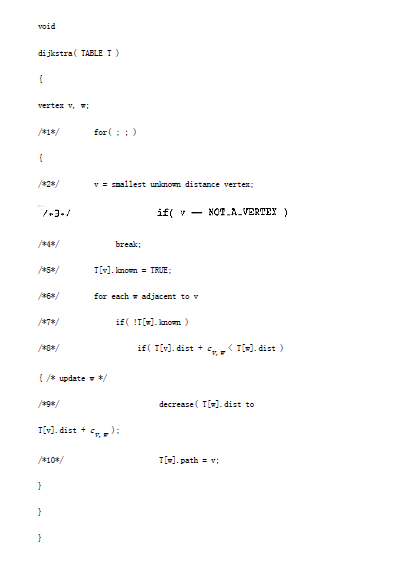 void
dijkstra( TABLE T )
{
vertex v, w;
/*1*/ for( ; ; )
{
/*2*/ v = smallest unknown distance vertex;
/*3*/ if( v == NOT_A_VERTEX )
/*4*/ break;
/*5*/ T[v].known = TRUE;
/*6*/ for each w adjacent to v
/*7*/ if( !T[w].known )
/*8*/ if( T[v].dist + c v, w < T[w].dist )
{ /* update w */
/*9*/ decrease( T[w].dist to
T[v].dist + c v, w );
/*10*/ T[w].path = v;
}
}
}